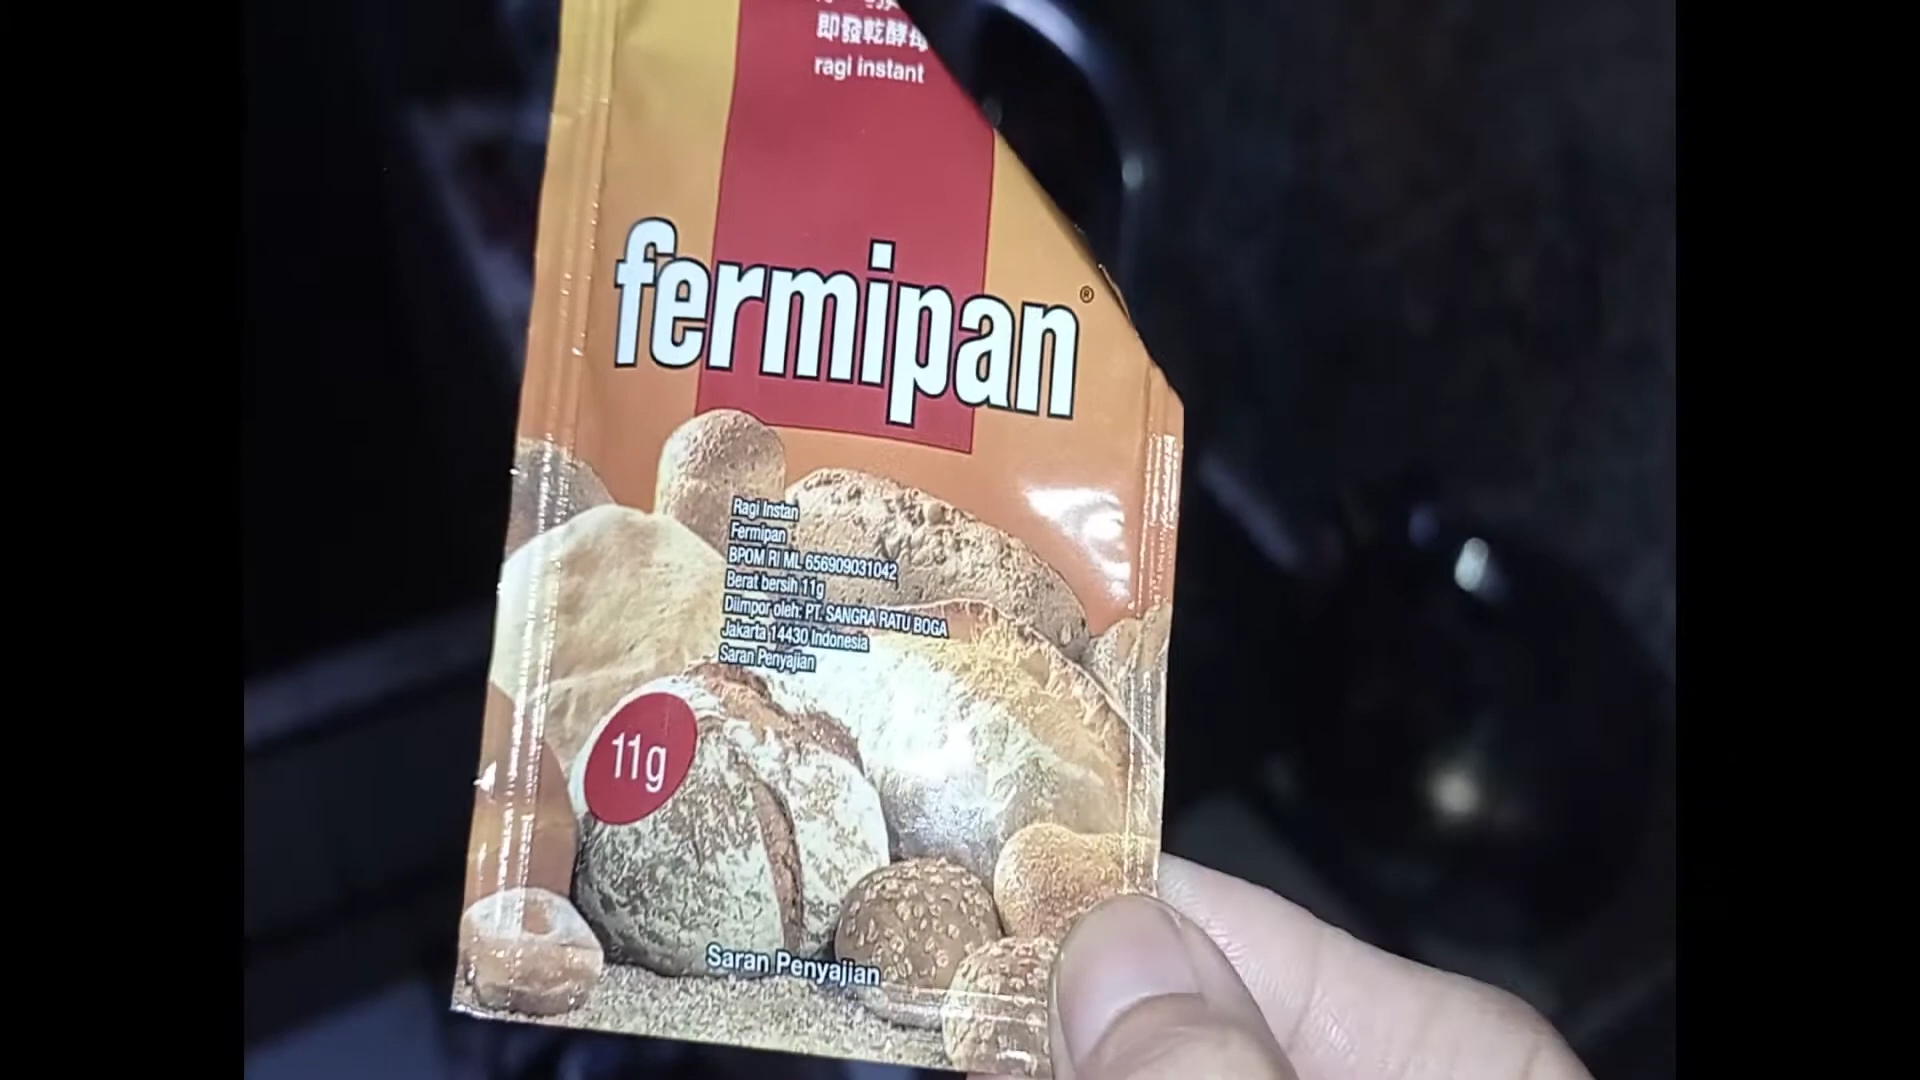 即發乾酵母
ragi instant
fermipan®
Ragi Instan
Fermipan
BPOM RI ML 656909031042
Berat bersih 11g
Diimpor oleh: PT. SANGRA RATU BOGA
Jakarta 14430 Indonesia
Saran Penyajian
11g
Saran Penyajian